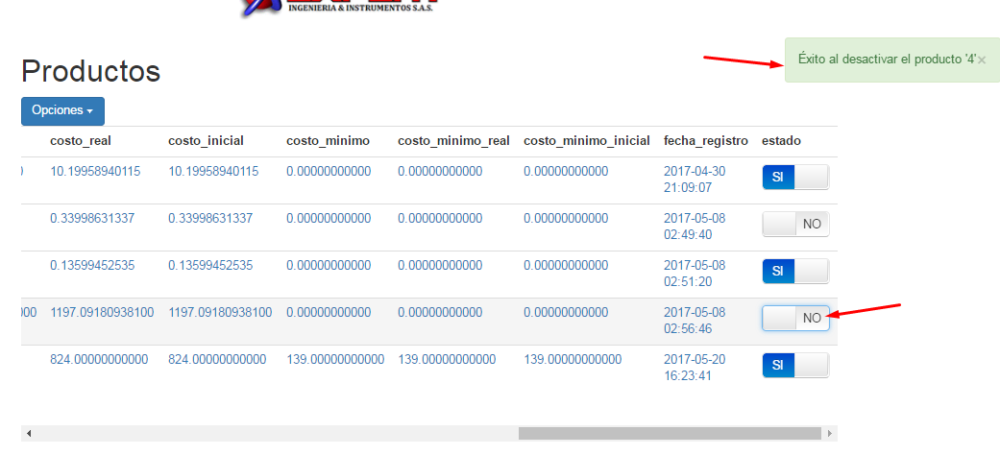 INGENIERIA & INSTRUMENTOS S.A.S.
Éxito al desactivar el producto '4'×
Productos
Opciones
costo_real costo_inicial costo_minimo costo_minimo_real costo_minimo_inicial fecha_registro estado
10.19958940115 10.19958940115 0.00000000000 0.00000000000 0.00000000000 2017-04-30 SI
21:09:07
0.33998631337 0.33998631337 0.00000000000 0.00000000000 0.00000000000 2017-05-08 NO
02:49:40
0.13599452535 0.13599452535 0.00000000000 0.00000000000 0.00000000000 2017-05-08 SI
02:51:20
000 1197.09180938100 1197.09180938100 0.00000000000 0.00000000000 0.00000000000 2017-05-08 NO
02:56:46
824.00000000000 824.00000000000 139.00000000000 139.00000000000 139.00000000000 2017-05-20 SI
16:23:41